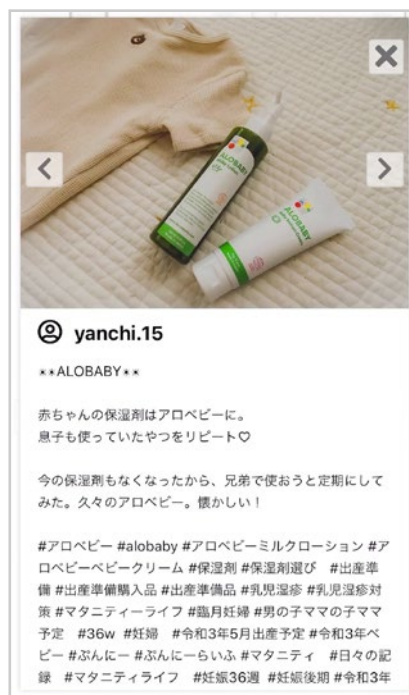 ALOBABY
ALOBABY
yanchi.15
**ALOBABY**
赤ちゃんの保湿剤はアロベビーに。
息子も使っていたやつをリピート♡
今の保湿剤もなくなったから、兄弟で使おうと定期にして
みた。久々のアロベビー。懐かしい！
#アロベビー #alobaby #アロベビーミルクローション #ア
ロベビーベビークリーム #保湿剤 #保湿剤選び #出産準
備 #出産準備購入品 #出産準備品 #乳児湿疹 #乳児湿疹対
策 #マタニティーライフ #臨月妊婦 #男の子ママの子ママ
予定 #36w #妊婦 #令和3年5月出産予定 #令和3年ベ
ビー #ぷんにー #ぷんにーらいふ #マタニティ #日々の記
録 #マタニティライフ #妊娠36週 #妊娠後期 #令和3年